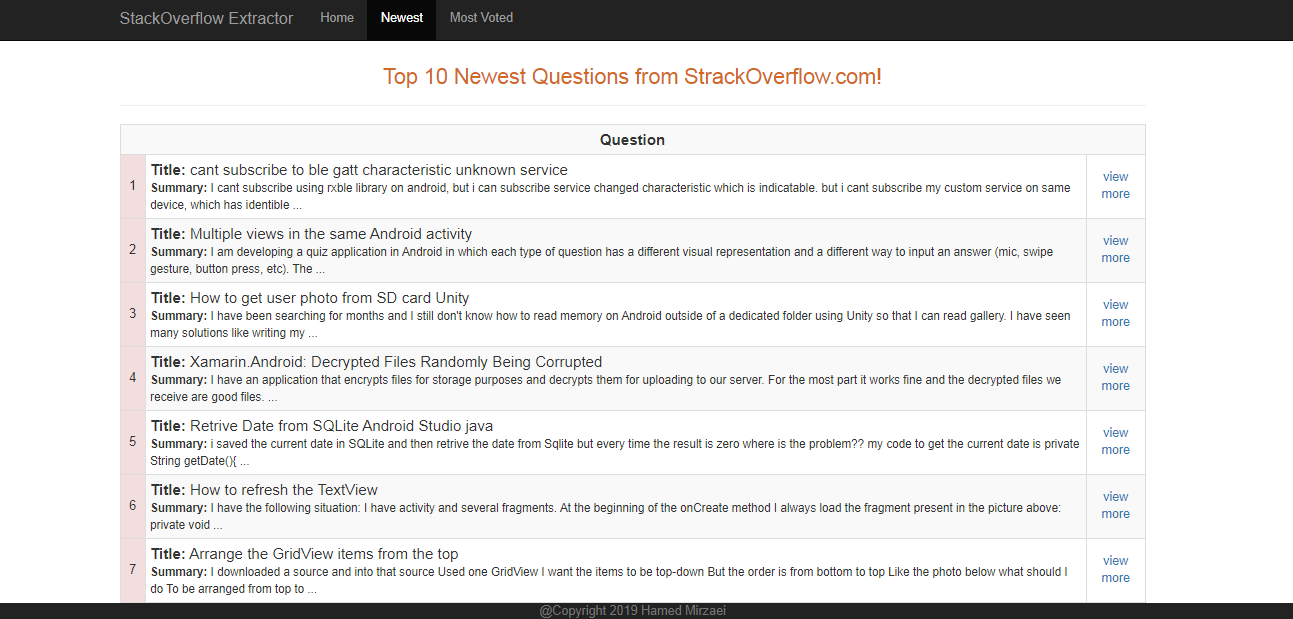 StackOverflow Extractor Home Newest Most Voted
Top 10 Newest Questions from StrackOverflow.com!
Question
1
Title: cant subscribe to ble gatt characteristic unknown service
Summary: I cant subscribe using rxble library on android, but i can subscribe service changed characteristic which is indicatable. but i cant subscribe my custom service on same
device, which has identible ...
view
more
2
Title: Multiple views in the same Android activity
Summary: I am developing a quiz application in Android in which each type of question has a different visual representation and a different way to input an answer (mic, swipe
gesture, button press, etc). The ...
view
more
3
Title: How to get user photo from SD card Unity
Summary: I have been searching for months and I still don't know how to read memory on Android outside of a dedicated folder using Unity so that I can read gallery. I have seen
many solutions like writing my ...
view
more
4
Title: Xamarin.Android: Decrypted Files Randomly Being Corrupted
Summary: I have an application that encrypts files for storage purposes and decrypts them for uploading to our server. For the most part it works fine and the decrypted files we
receive are good files. ...
view
more
5
Title: Retrive Date from SQLite Android Studio java
Summary: i saved the current date in SQLite and then retrive the date from Sqlite but every time the result is zero where is the problem?? my code to get the current date is private
String getDate(){ ...
view
more
6
Title: How to refresh the TextView
Summary: I have the following situation: I have activity and several fragments. At the beginning of the onCreate method I always load the fragment present in the picture above:
private void ...
view
more
7
Title: Arrange the GridView items from the top
Summary: I downloaded a source and into that source Used one GridView I want the items to be top-down But the order is from bottom to top Like the photo below what should I
do To be arranged from top to ...
view
more
@Copyright 2019 Hamed Mirzaei